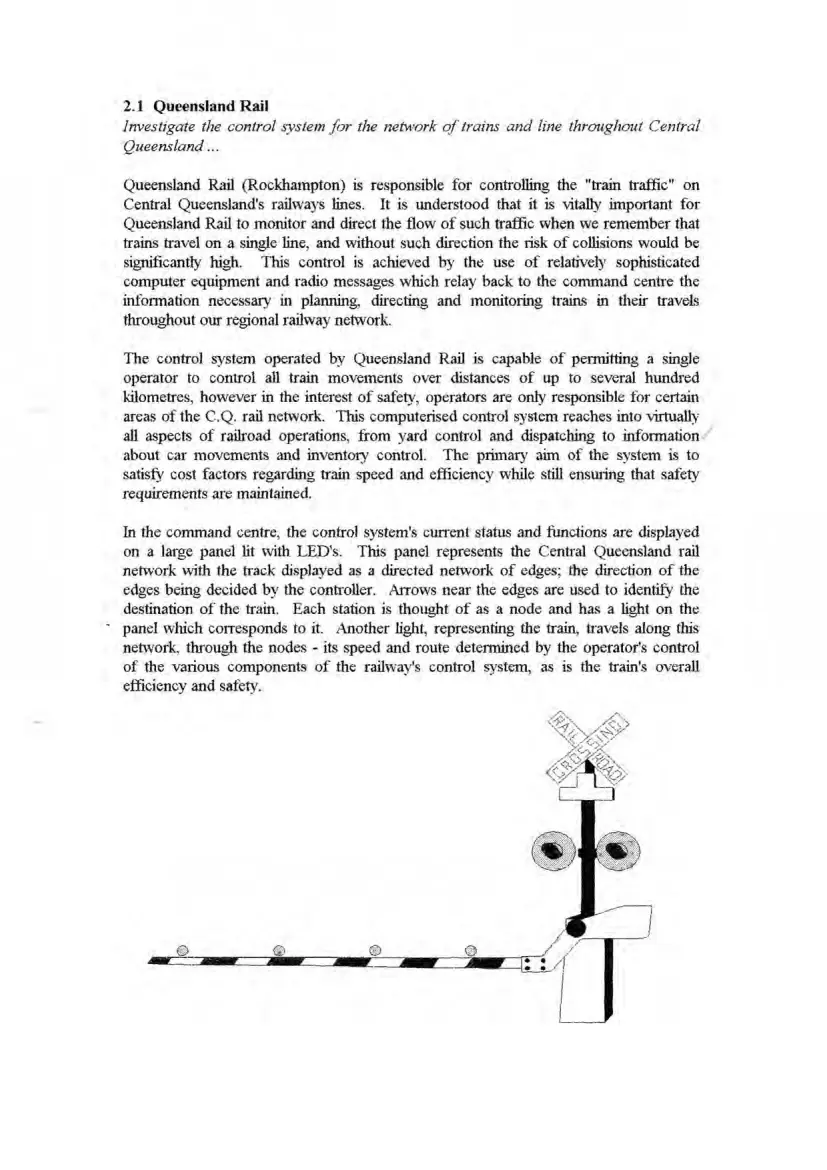 2.1 Queensland Rail
Investigate the control system for the network of trains and line throughout Central
Queensland ...
Queensland Rail (Rockhampton) is responsible for controlling the "train traffic" on
Central Queensland's railways lines. It is understood that it is vitally important for
Queensland Rail to monitor and direct the flow of such traffic when we remember that
trains travel on a single line, and without such direction the risk of collisions would be
significantly high. This control is achieved by the use of relatively sophisticated
computer equipment and radio messages which relay back to the command centre the
information necessary in planning, directing and monitoring trains in their travels
throughout our regional railway network.
The control system operated by Queensland Rail is capable of permitting a single
operator to control all train movements over distances of up to several hundred
kilometres, however in the interest of safety, operators are only responsible for certain
areas of the C.Q. rail network. This computerised control system reaches into virtually
all aspects of railroad operations, from yard control and dispatching to information
about car movements and inventory control. The primary aim of the system is to
satisfy cost factors regarding train speed and efficiency while still ensuring that safety
requirements are maintained.
In the command centre, the control system's current status and functions are displayed
on a large panel lit with LED's. This panel represents the Central Queensland rail
network with the track displayed as a directed network of edges; the direction of the
edges being decided by the controller. Arrows near the edges are used to identify the
destination of the train. Each station is thought of as a node and has a light on the
panel which corresponds to it. Another light, representing the train, travels along this
network, through the nodes - its speed and route determined by the operator's control
of the various components of the railway's control system, as is the train's overall
efficiency and safety.
RAIL ROAD
CROSSING